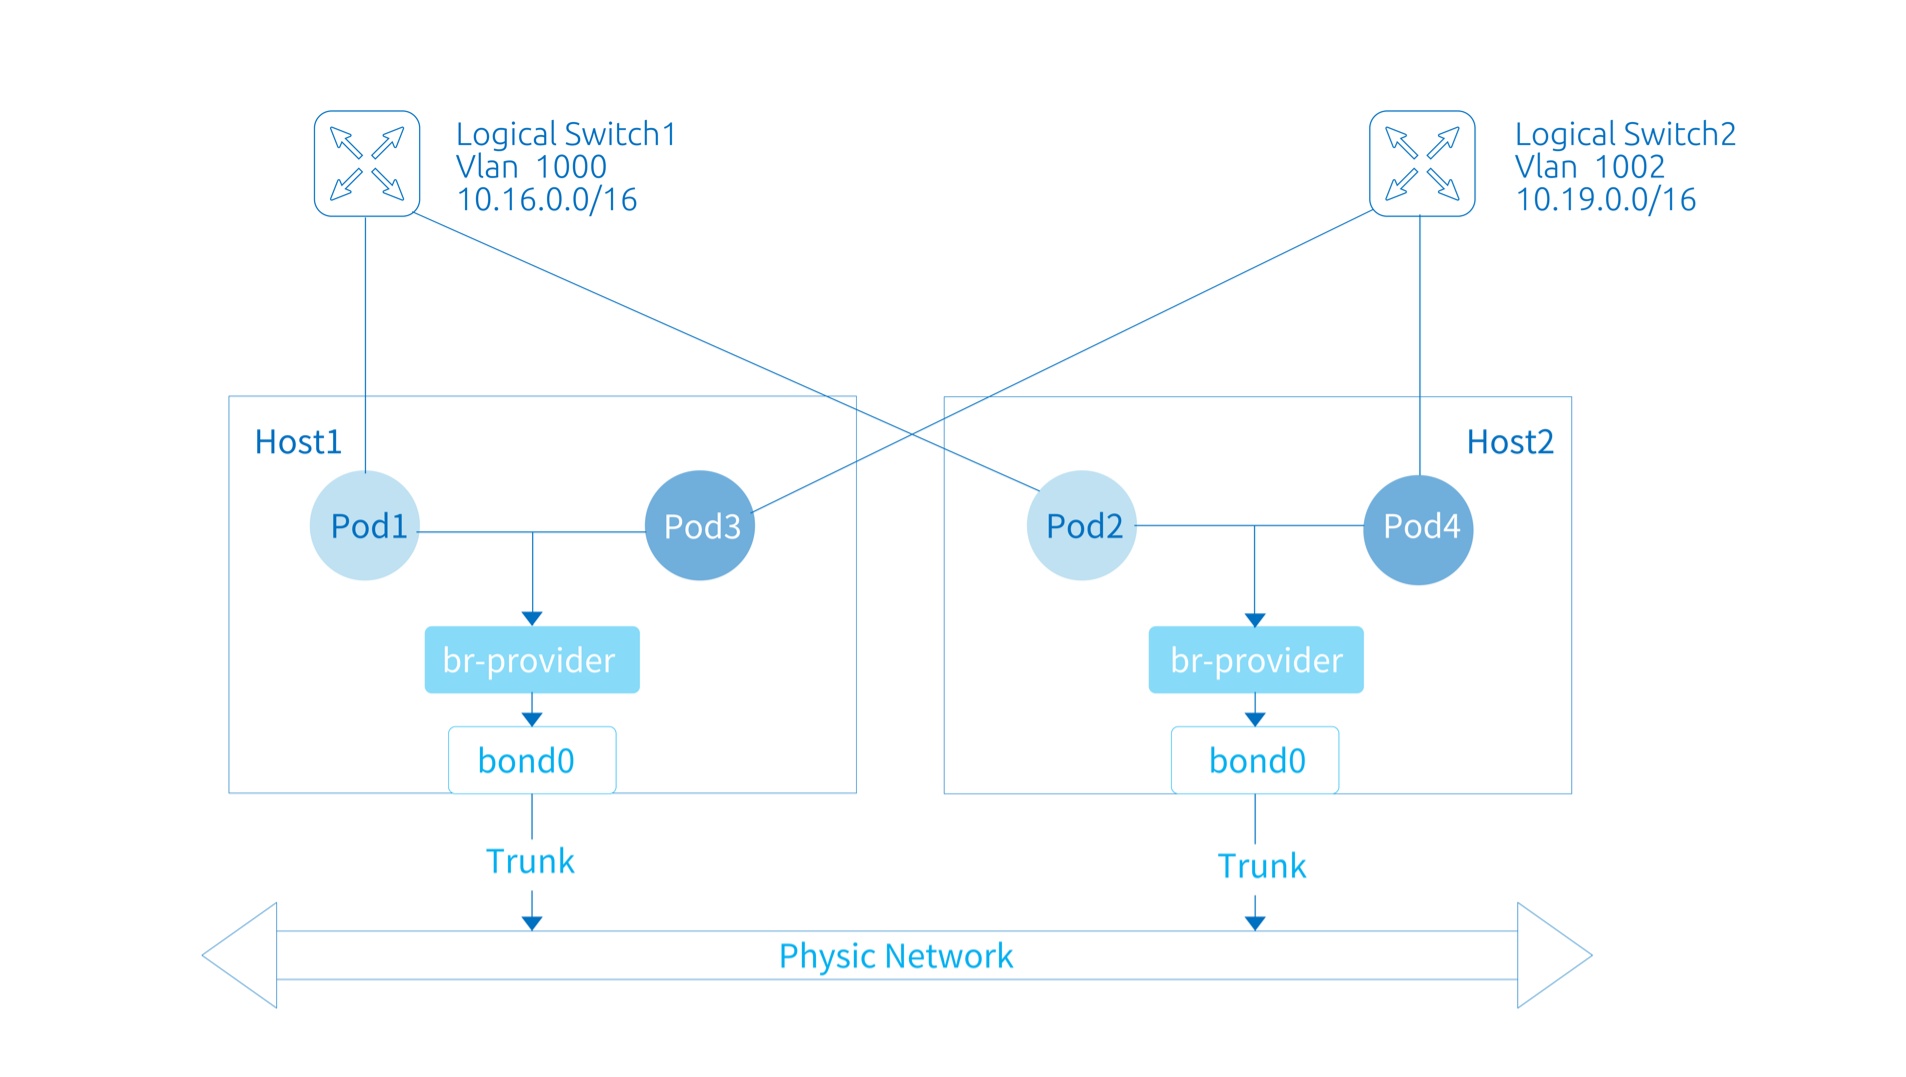 Logical Switch1
Vlan 1000
10.16.0.0/16
Logical Switch2
Vlan 1002
10.19.0.0/16
Host1
Host2
Pod1
Pod3
Pod2
Pod4
br-provider
br-provider
bond0
bond0
Trunk
Trunk
Physic Network